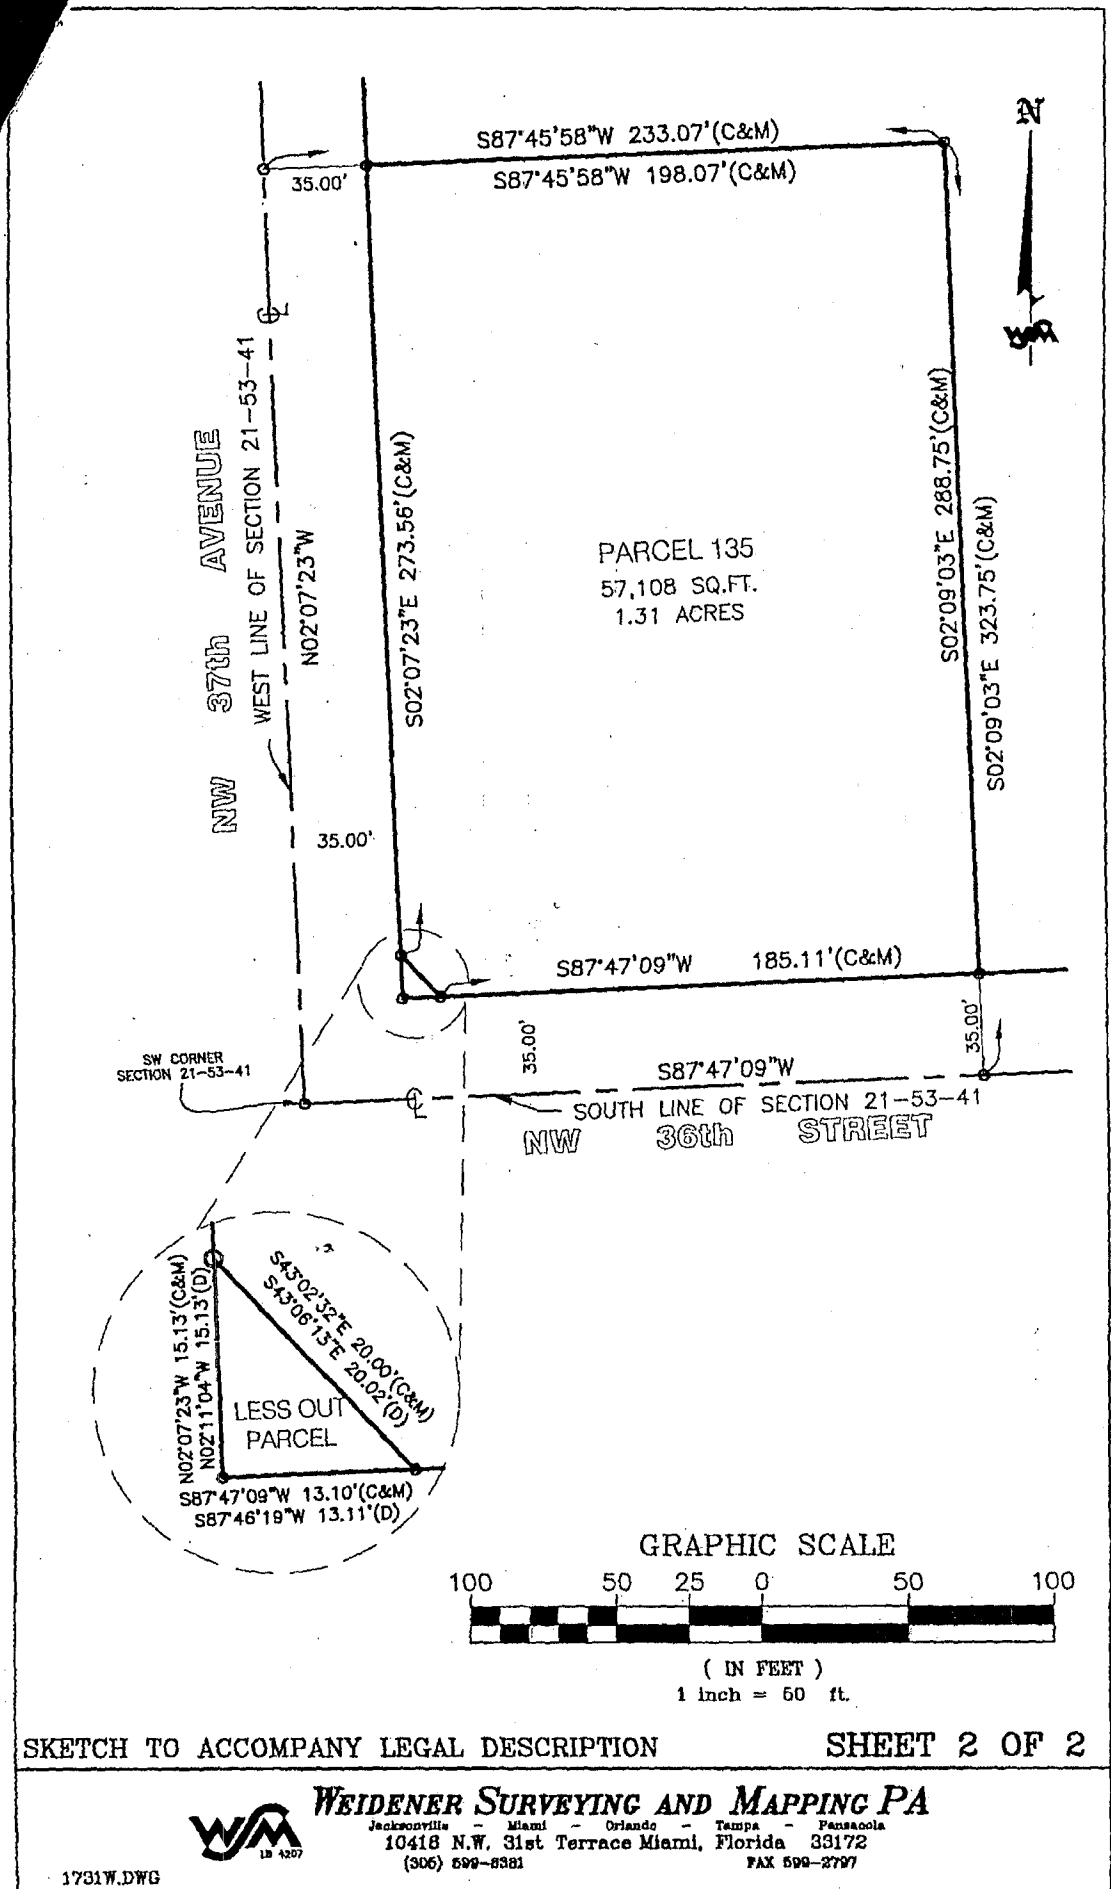 S87°45'58"W 233.07'(C&M)
S87°45'58"W 198.07'(C&M)
35.00'
N
WSM
NW 37th AVENUE
WEST LINE OF SECTION 21-53-41
N02°07'23"W
S02°07'23"E 273.56'(C&M)
PARCEL 135
57,108 SQ.FT.
1.31 ACRES
S02°09'03"E 288.75'(C&M)
S02°09'03"E 323.75'(C&M)
35.00'
S87°47'09"W 185.11'(C&M)
35.00'
35.00'
SW CORNER
SECTION 21-53-41
S87°47'09"W
SOUTH LINE OF SECTION 21-53-41
NW 36th STREET
N02°07'23"W 15.13'(C&M)
N02°11'04"W 15.13'(D)
S43°02'32"E 20.00'(C&M)
S43°06'13"E 20.02'(D)
LESS OUT
PARCEL
S87°47'09"W 13.10'(C&M)
S87°46'19"W 13.11'(D)
GRAPHIC SCALE
100 50 25 0 50 100
( IN FEET )
1 inch = 50 ft.
SKETCH TO ACCOMPANY LEGAL DESCRIPTION SHEET 2 OF 2
WSM
LB 4207
WEIDENER SURVEYING AND MAPPING PA
Jacksonville - Miami - Orlando - Tampa - Pensacola
10418 N.W. 31st Terrace Miami, Florida 33172
(305) 599-6381 FAX 599-2797
1731W.DWG